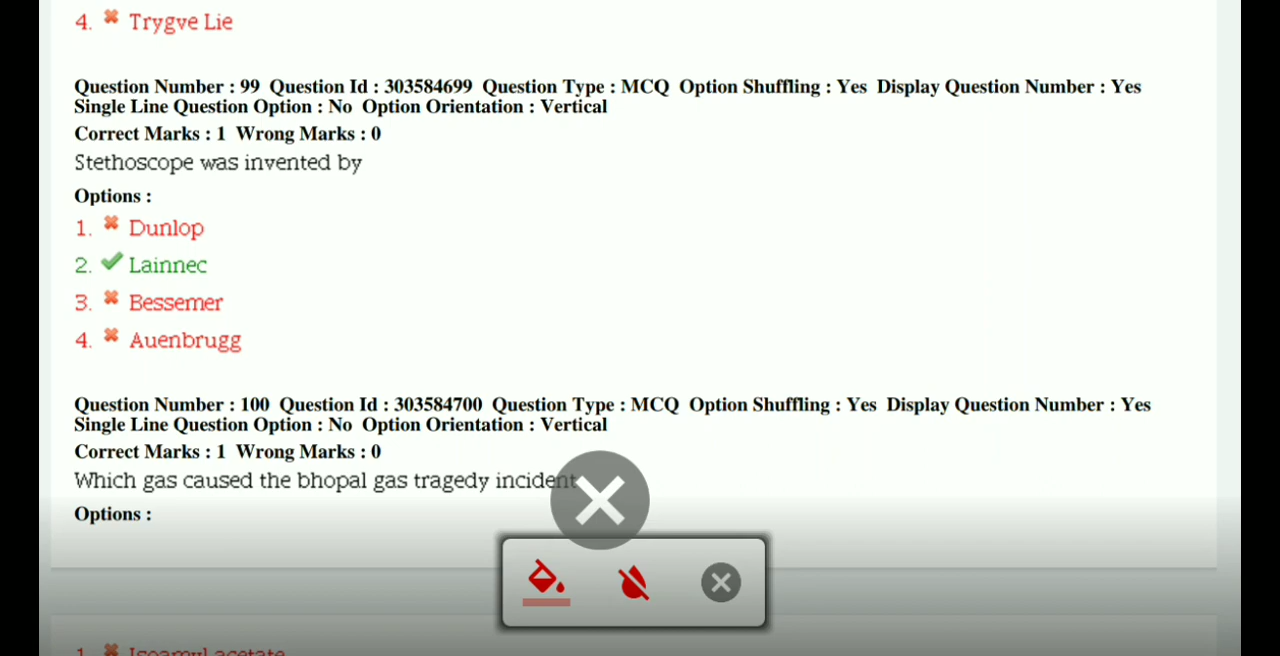 4. Trygve Lie
Question Number : 99 Question Id : 303584699 Question Type : MCQ Option Shuffling : Yes Display Question Number : Yes
Single Line Question Option : No Option Orientation : Vertical
Correct Marks : 1 Wrong Marks : 0
Stethoscope was invented by
Options :
1. Dunlop
2. Lainnec
3. Bessemer
4. Auenbrugg
Question Number : 100 Question Id : 303584700 Question Type : MCQ Option Shuffling : Yes Display Question Number : Yes
Single Line Question Option : No Option Orientation : Vertical
Correct Marks : 1 Wrong Marks : 0
Which gas caused the bhopal gas tragedy incident
Options :
1. Isoamyl acetate